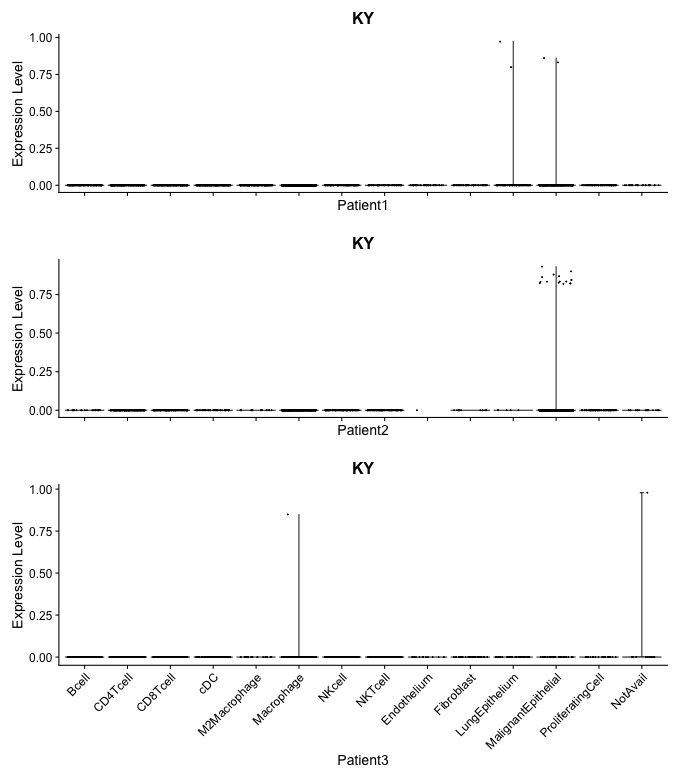 KY
1.00
0.75
0.50
0.25
0.00
Expression Level
Patient1
KY
0.75
0.50
0.25
0.00
Expression Level
Patient2
KY
1.00
0.75
0.50
0.25
0.00
Expression Level
Bcell
CD4Tcell
CD8Tcell
cDC
M2Macrophage
Macrophage
NKcell
NKTcell
Endothelium
Fibroblast
LungEpithelium
MalignantEpithelial
ProliferatingCell
NotAvail
Patient3